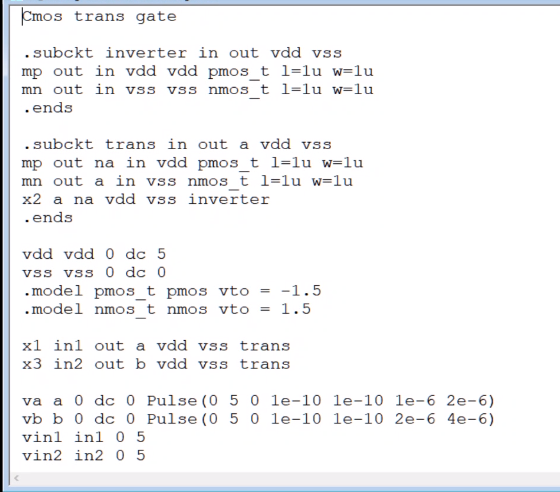 Cmos trans gate
.subckt inverter in out vdd vss
mp out in vdd vdd pmos_t l=1u w=1u
mn out in vss vss nmos_t l=1u w=1u
.ends
.subckt trans in out a vdd vss
mp out na in vdd pmos_t l=1u w=1u
mn out a in vss nmos_t l=1u w=1u
x2 a na vdd vss inverter
.ends
vdd vdd 0 dc 5
vss vss 0 dc 0
.model pmos_t pmos vto = -1.5
.model nmos_t nmos vto = 1.5
x1 in1 out a vdd vss trans
x3 in2 out b vdd vss trans
va a 0 dc 0 Pulse(0 5 0 1e-10 1e-10 1e-6 2e-6)
vb b 0 dc 0 Pulse(0 5 0 1e-10 1e-10 2e-6 4e-6)
vin1 in1 0 5
vin2 in2 0 5